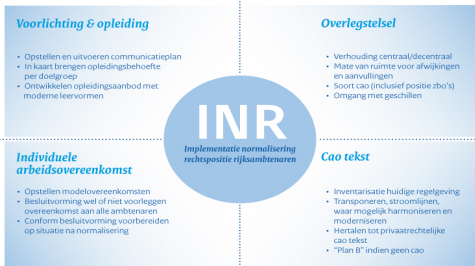 Voorlichting & opleiding
• Opstellen en uitvoeren communicatieplan
• In kaart brengen opleidingsbehoefte
per doelgroep
• Ontwikkelen opleidingsaanbod met
moderne leervormen
Overlegstelsel
• Verhouding centraal/decentraal
• Mate van ruimte voor afwijkingen
en aanvullingen
• Soort cao (inclusief positie zbo's)
• Omgang met geschillen
INR
Implementatie normalisering
rechtspositie rijksambtenaren
Individuele
arbeidsovereenkomst
• Opstellen modelovereenkomsten
• Besluitvorming wel of niet voorleggen
overeenkomst aan alle ambtenaren
• Conform besluitvorming voorbereiden
op situatie na normalisering
Cao tekst
• Inventarisatie huidige regelgeving
• Transponeren, stroomlijnen,
waar mogelijk harmoniseren en
moderniseren
• Hertalen tot privaatrechtelijke
cao tekst
• "Plan B" indien geen cao